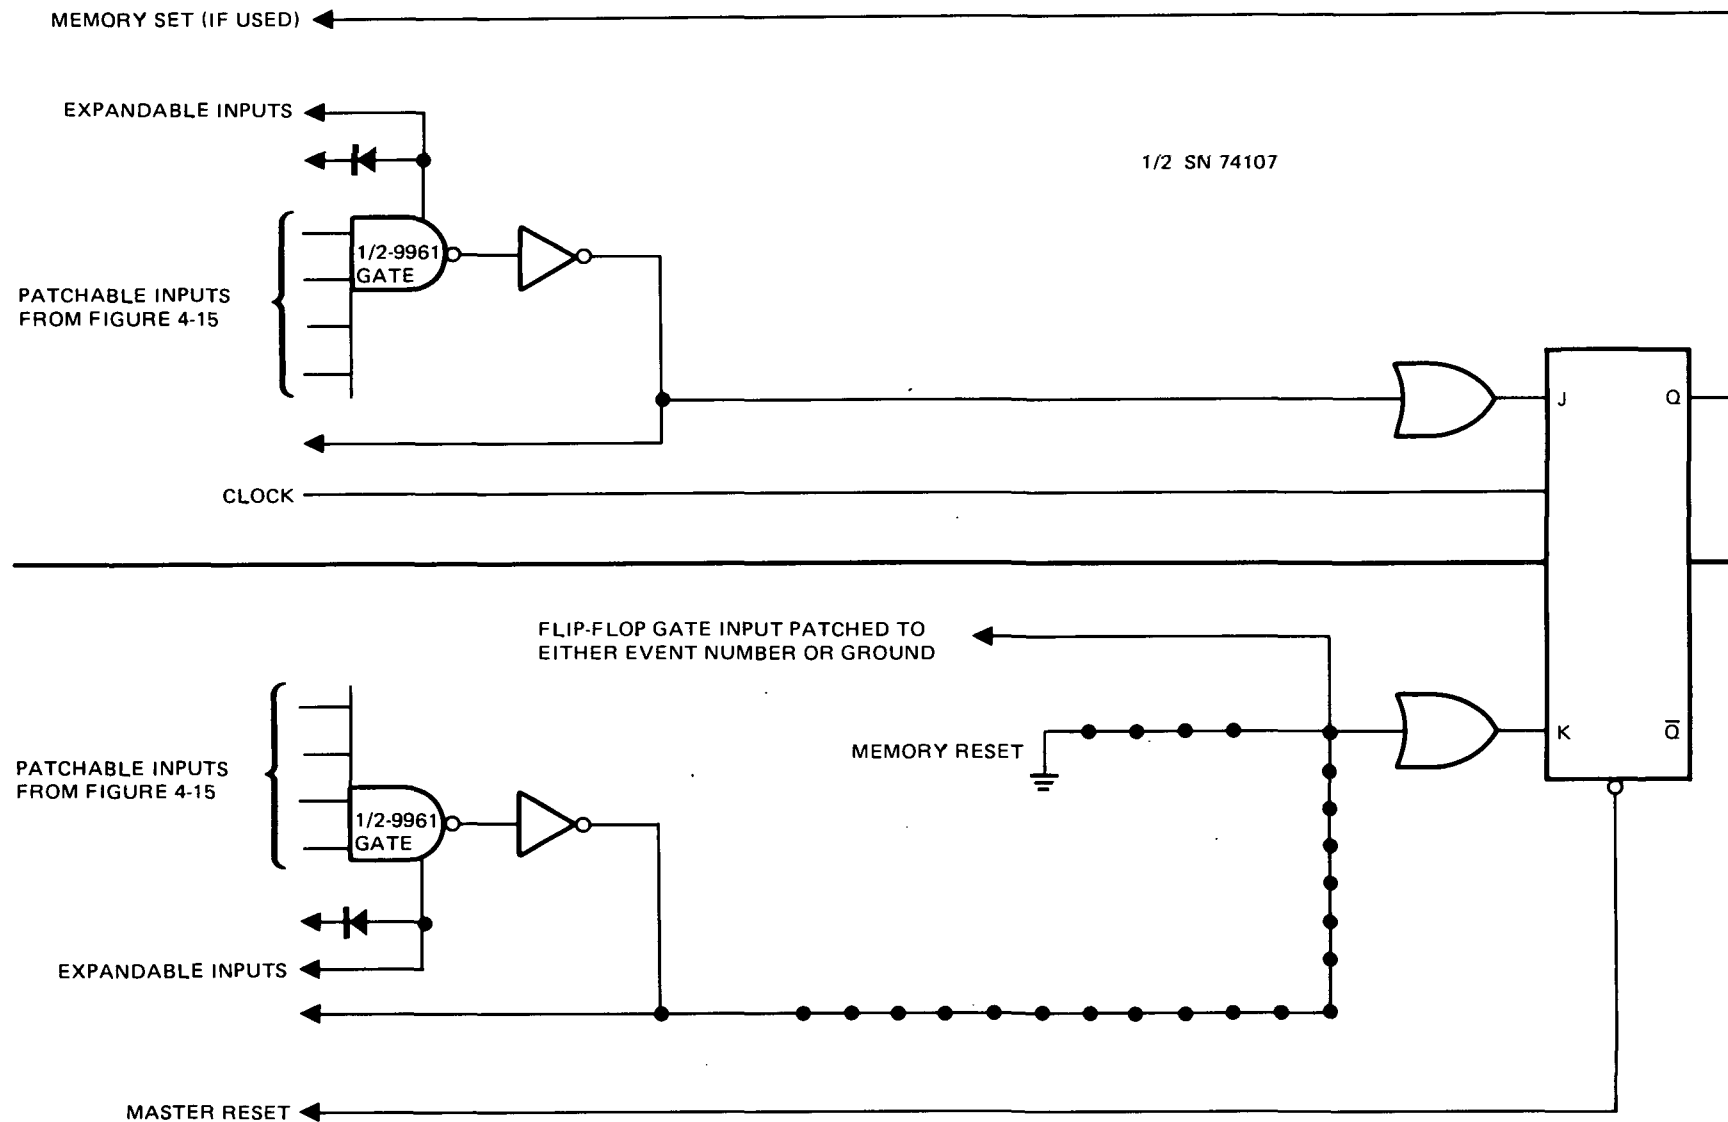 MEMORY SET (IF USED)
EXPANDABLE INPUTS
1/2 SN 74107
1/2-9961
GATE
PATCHABLE INPUTS
FROM FIGURE 4-15
J
Q
CLOCK
FLIP-FLOP GATE INPUT PATCHED TO
EITHER EVENT NUMBER OR GROUND
MEMORY RESET
K
Q̅
PATCHABLE INPUTS
FROM FIGURE 4-15
1/2-9961
GATE
EXPANDABLE INPUTS
MASTER RESET